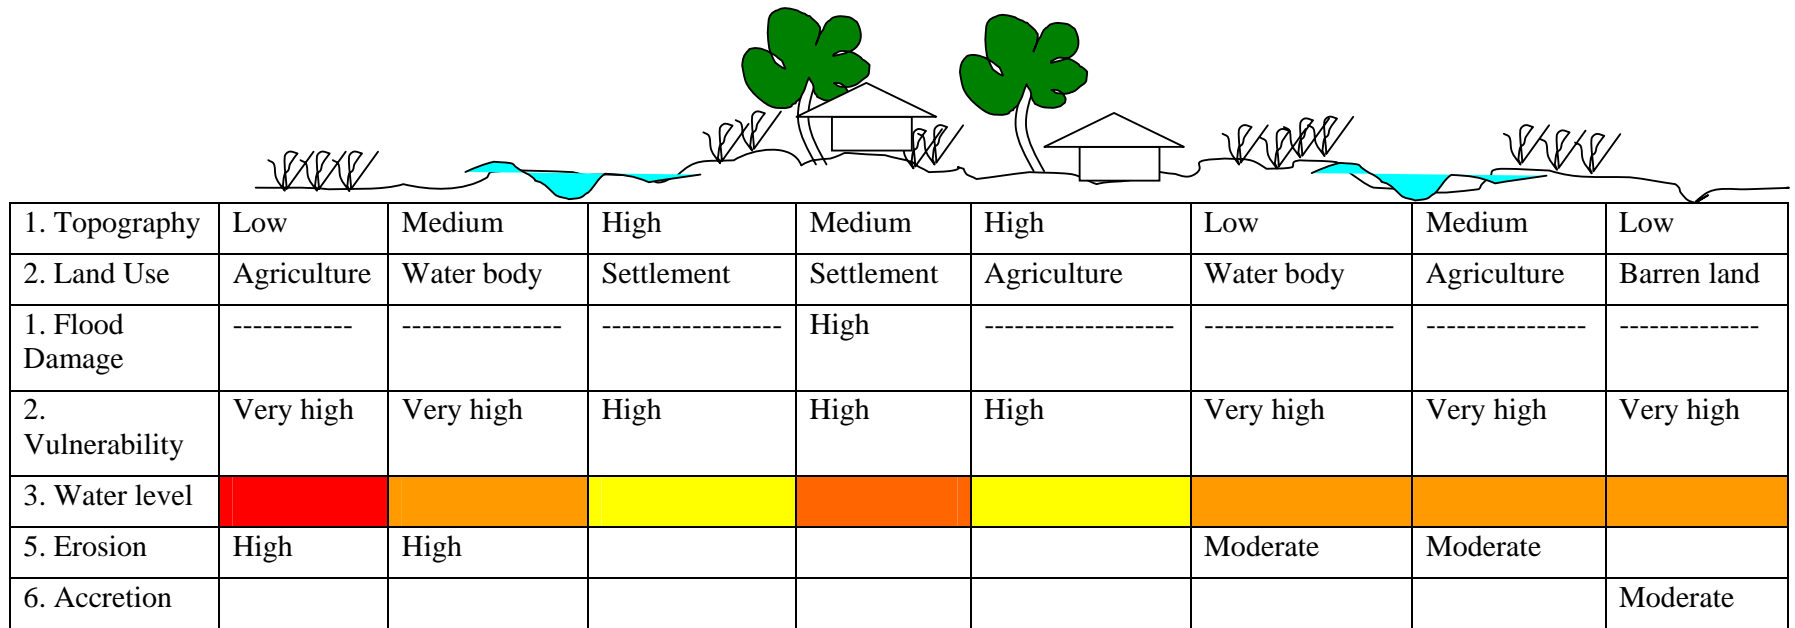 1. Topography Low Medium High Medium High Low Medium Low
2. Land Use Agriculture Water body Settlement Settlement Agriculture Water body Agriculture Barren land
1. Flood ------------ ---------------- ------------------ High ------------------- ------------------- ---------------- --------------
Damage
2. Very high Very high High High High Very high Very high Very high
Vulnerability
3. Water level
5. Erosion High High Moderate Moderate
6. Accretion Moderate